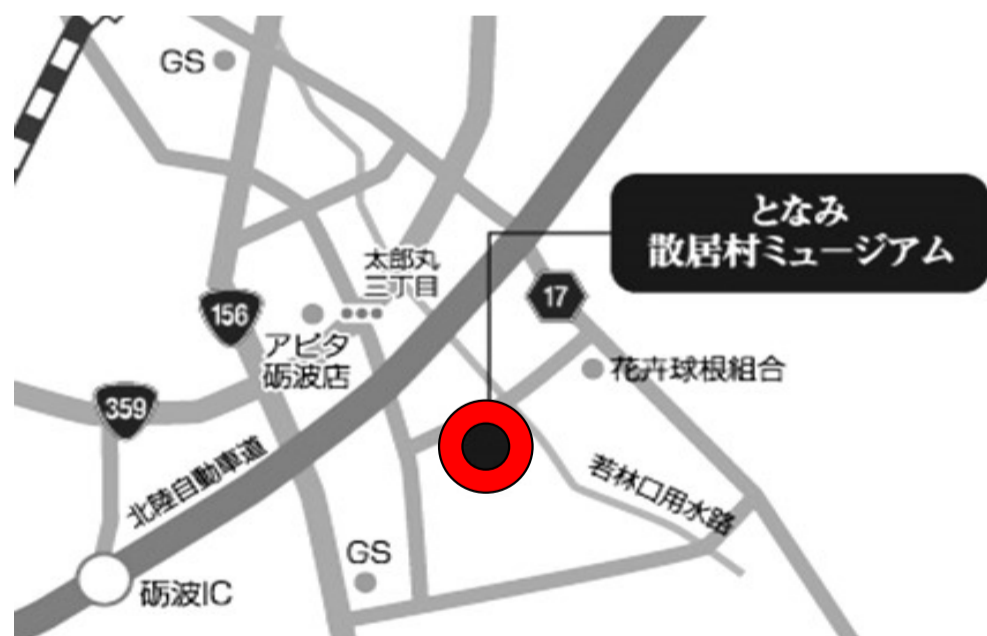 GS
となみ
散居村ミュージアム
太郎丸
三丁目
17
156
アピタ
砺波店
花卉球根組合
359
北陸自動車道
若林口用水路
GS
砺波IC